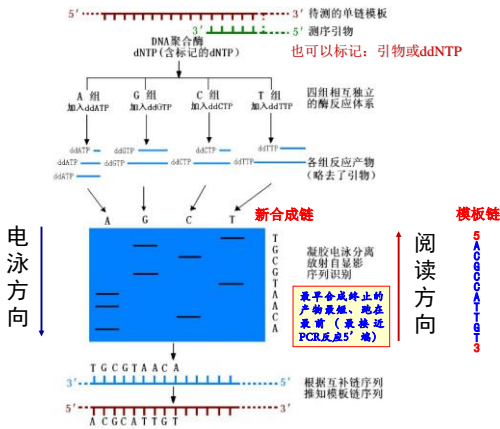 5' 3' 待测的单链模板
3' 5' 测序引物
DNA聚合酶
dNTP(含标记的dNTP)
也可以标记：引物或ddNTP
A 组 G 组 C 组 T 组
加入ddATP 加入ddGTP 加入ddCTP 加入ddTTP
四组相互独立
的酶反应体系
ddATP ddGTP ddCTP ddTTP
ddATP ddGTP ddCTP ddTTP
ddATP
各组反应产物
(略去了引物)
A G C T
新合成链
模板链
电泳方向
T
G
C
G
T
A
A
C
A
凝胶电泳分离
放射自显影
序列识别
最早合成终止的
产物最短、跑在
最前（最接近
PCR反应5'端）
阅读方向
5
A
C
G
C
C
A
T
T
G
T
3
T G C G T A A C A
3' 5'
根据互补链序列
推知模板链序列
5' 3'
A C G C A T T G T